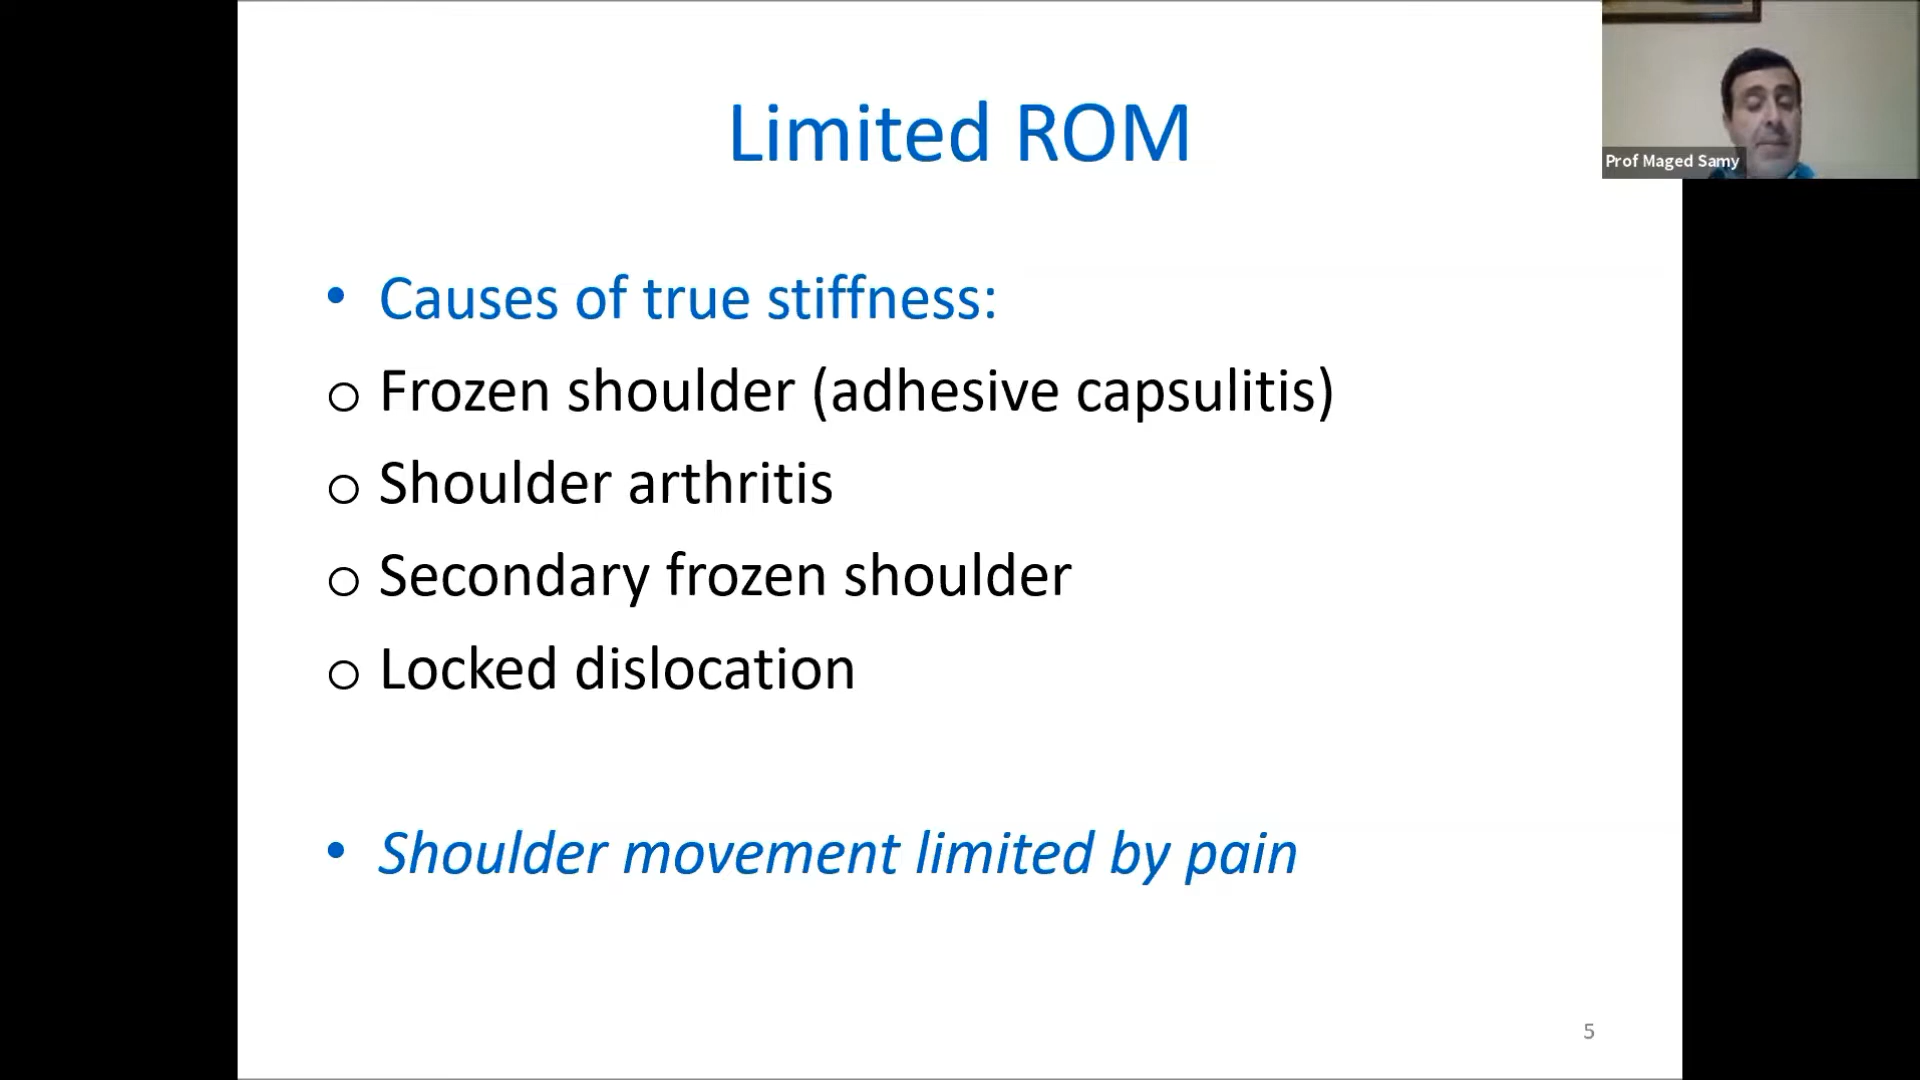 Limited ROM
Prof Maged Samy
• Causes of true stiffness:
o Frozen shoulder (adhesive capsulitis)
o Shoulder arthritis
o Secondary frozen shoulder
o Locked dislocation
• Shoulder movement limited by pain
5